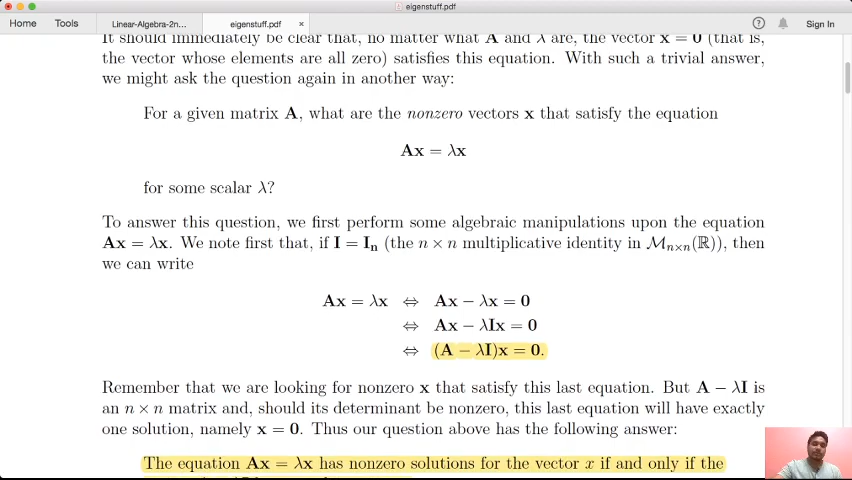 eigenstuff.pdf
Home Tools Linear-Algebra-2n... eigenstuff.pdf × ? Sign In
It should immediately be clear that, no matter what A and λ are, the vector x = 0 (that is,
the vector whose elements are all zero) satisfies this equation. With such a trivial answer,
we might ask the question again in another way:
For a given matrix A, what are the nonzero vectors x that satisfy the equation
Ax = λx
for some scalar λ?
To answer this question, we first perform some algebraic manipulations upon the equation
Ax = λx. We note first that, if I = Iₙ (the n × n multiplicative identity in ℳₙₓₙ(ℝ)), then
we can write
Ax = λx ⇔ Ax − λx = 0
⇔ Ax − λIx = 0
⇔ (A − λI)x = 0.
Remember that we are looking for nonzero x that satisfy this last equation. But A − λI is
an n × n matrix and, should its determinant be nonzero, this last equation will have exactly
one solution, namely x = 0. Thus our question above has the following answer:
The equation Ax = λx has nonzero solutions for the vector x if and only if the